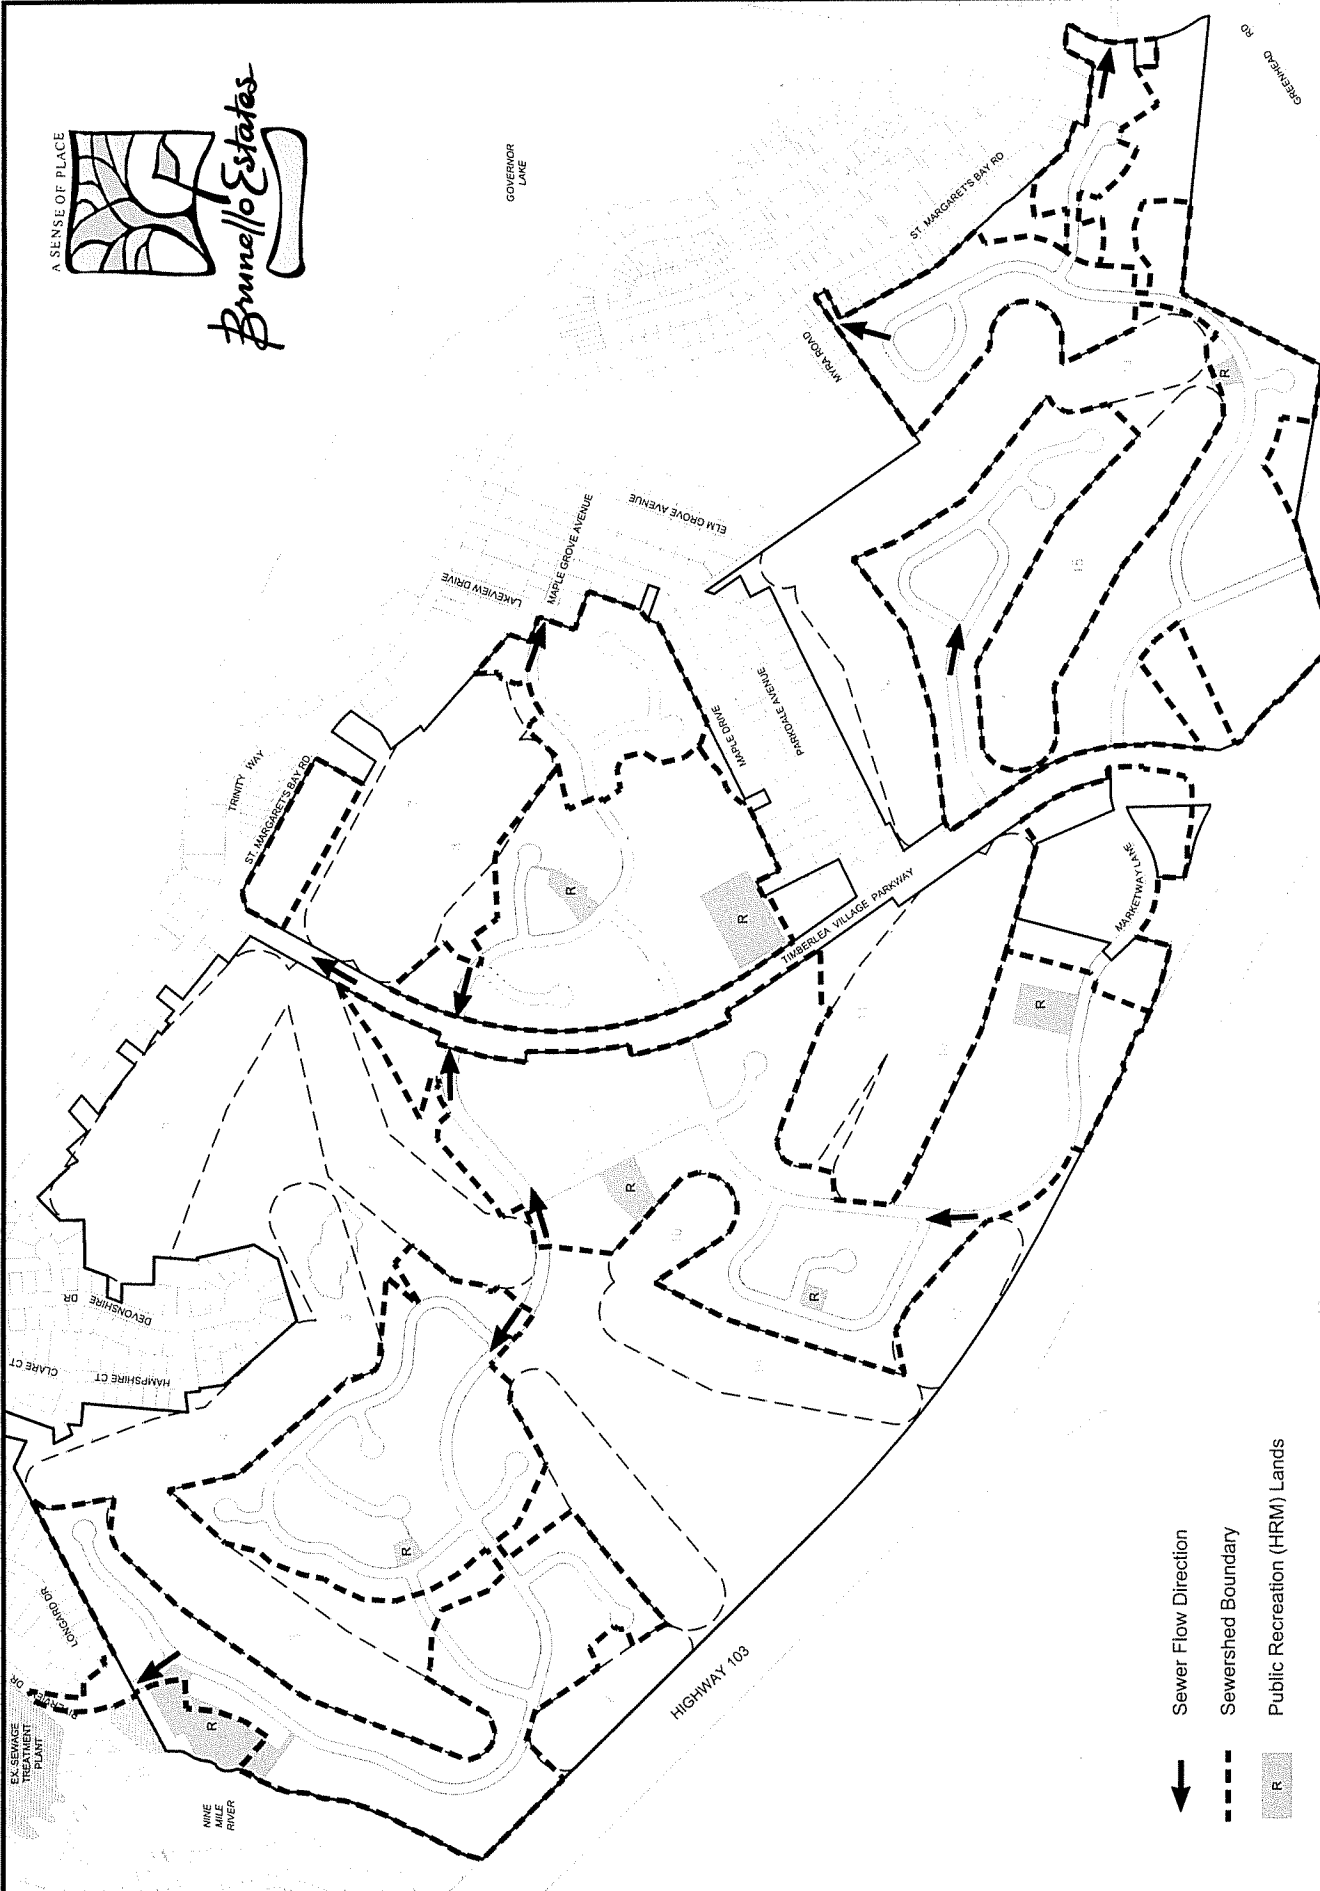 A SENSE OF PLACE
Brunello Estates
GOVERNOR
LAKE
GREENHEAD
RD
ST. MARGARET'S BAY RD
MYRA ROAD
ELM GROVE AVENUE
MAPLE GROVE AVENUE
LAKEVIEW DRIVE
PARKDALE AVENUE
MAPLE DRIVE
TRINITY WAY
ST. MARGARET'S BAY RD
TIMBERLEA VILLAGE PARKWAY
MARKETWAY LANE
DEVONSHIRE
DR
HAMPSHIRE CT
CLARE CT
LONGARD DR
RIVERVIEW DR
EX. SEWAGE
TREATMENT
PLANT
NINE
MILE
RIVER
HIGHWAY 103
15
R
R
R
R
R
R
R
R
Sewer Flow Direction
Sewershed Boundary
R
Public Recreation (HRM) Lands